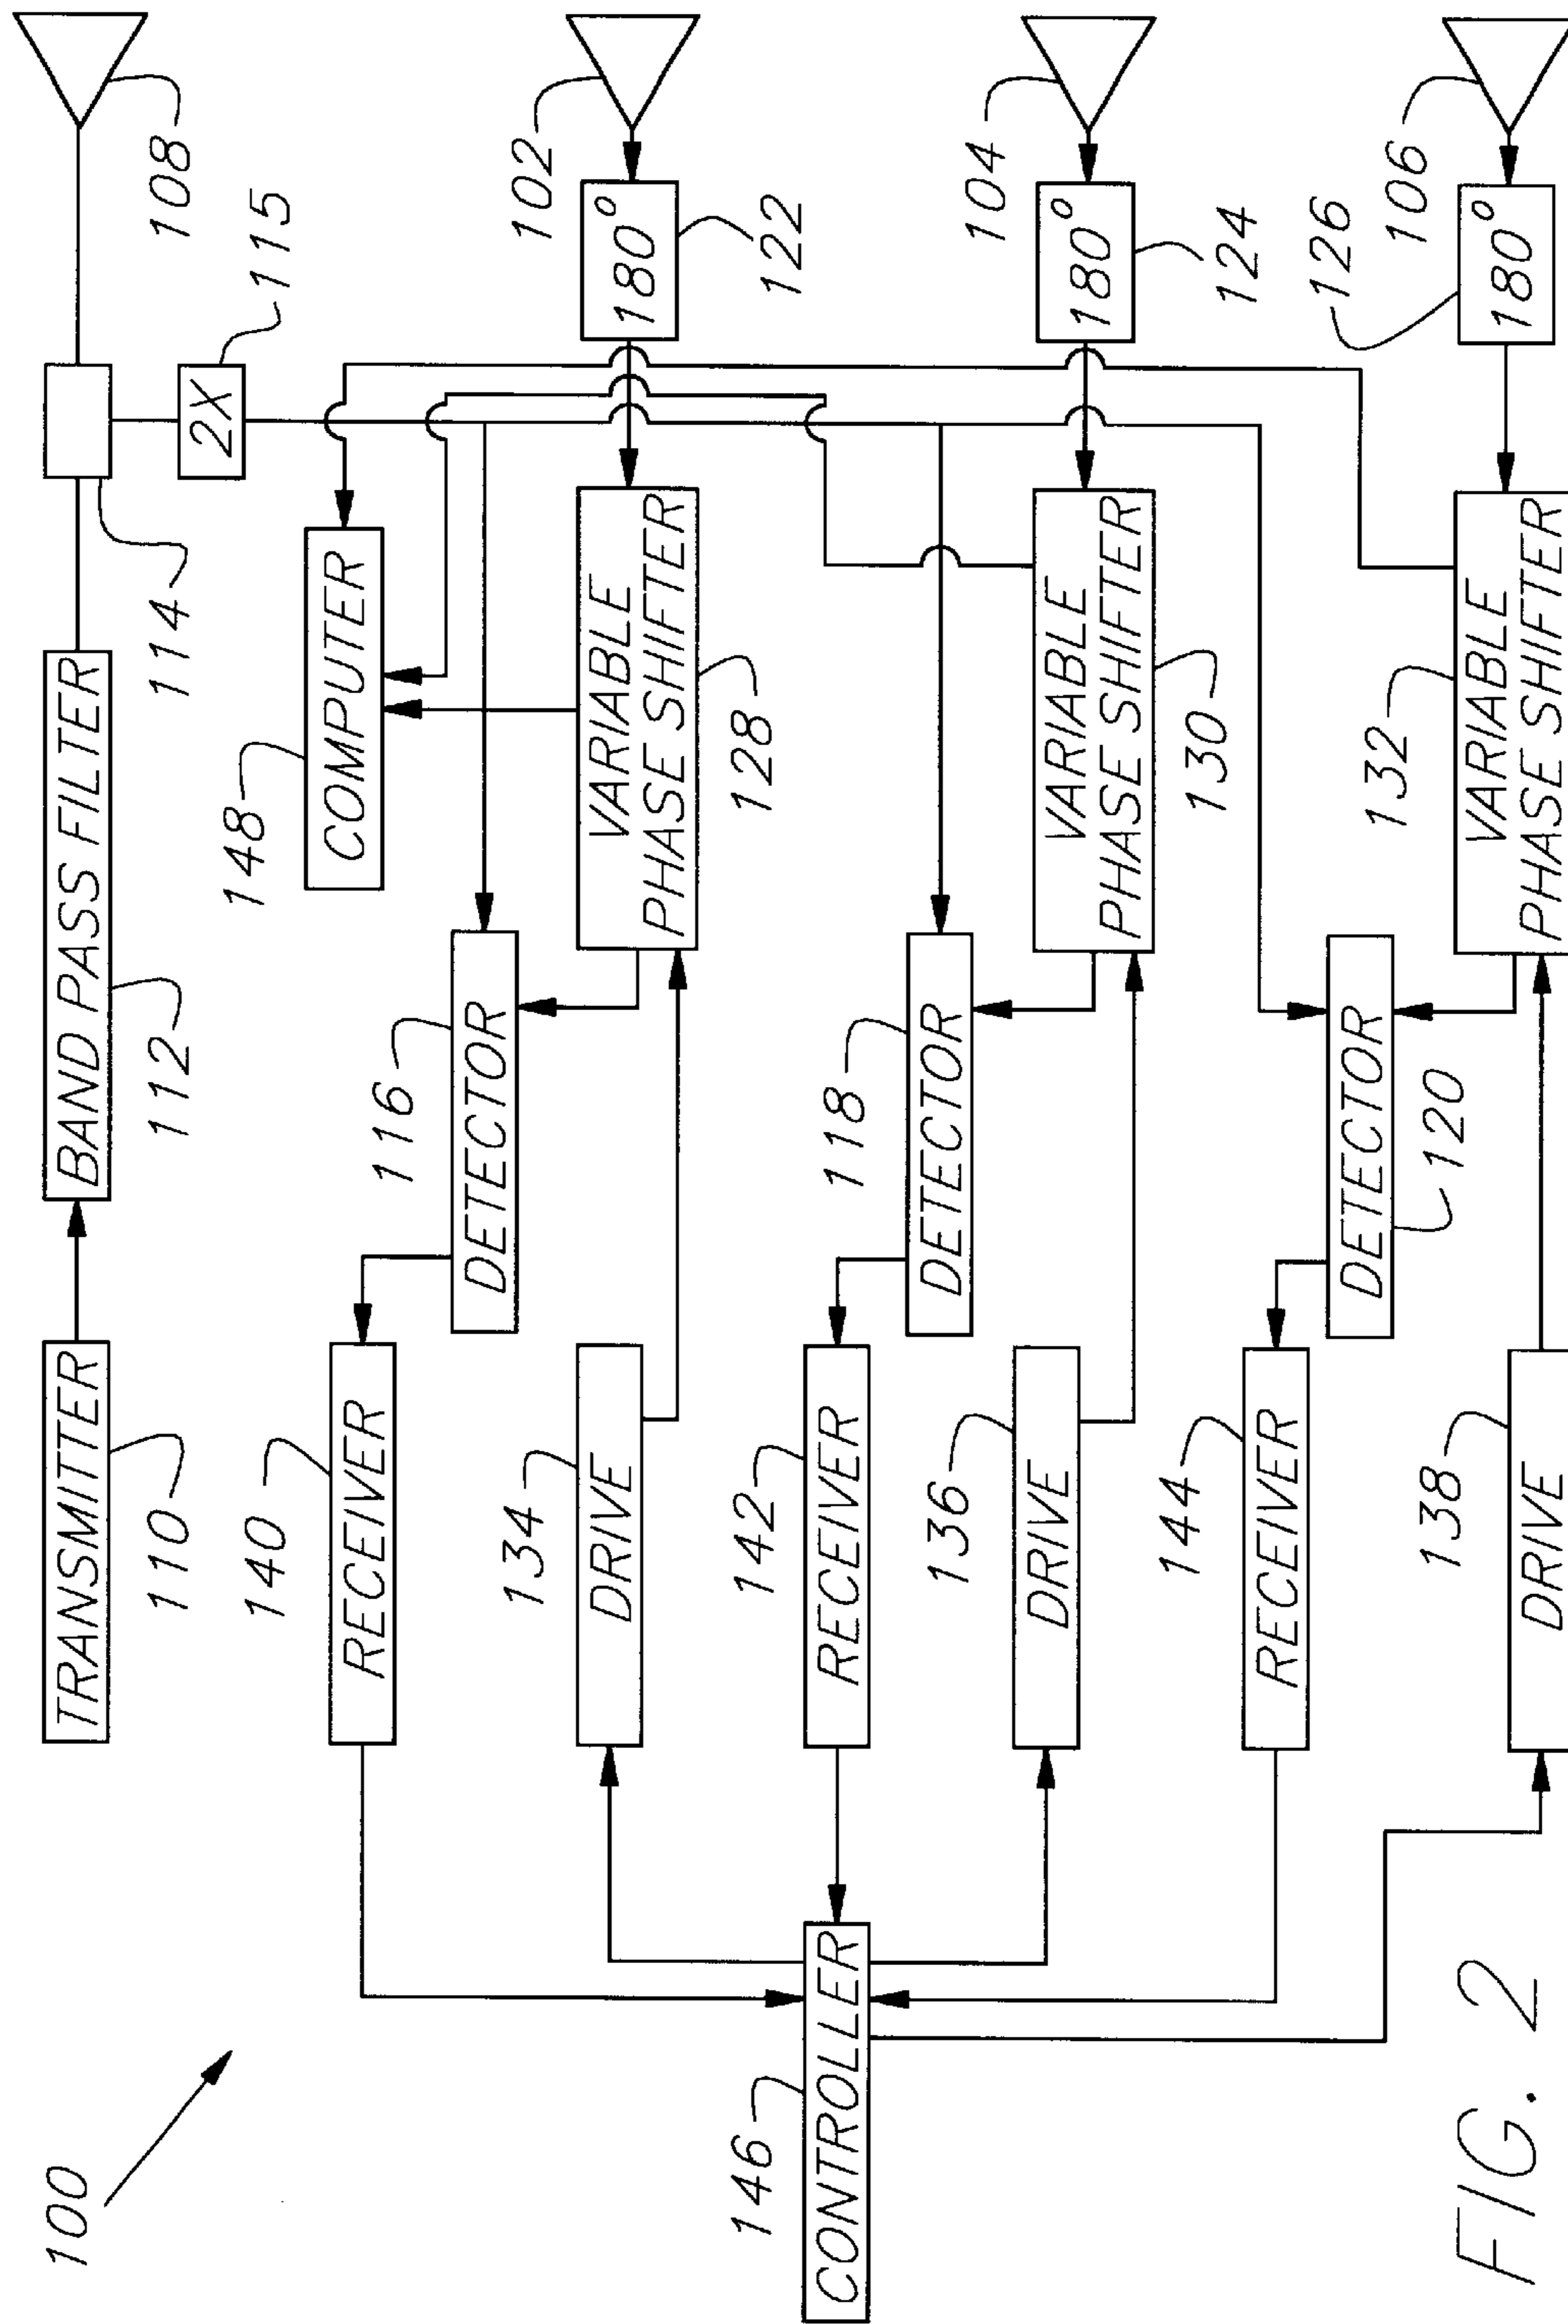 100
TRANSMITTER
110
BAND PASS FILTER
112
114
2X
115
108
140
RECEIVER
148
COMPUTER
116
DETECTOR
134
DRIVE
VARIABLE
PHASE SHIFTER
128
180°
122
102
146
CONTROLLER
142
RECEIVER
118
DETECTOR
136
DRIVE
VARIABLE
PHASE SHIFTER
130
180°
124
104
144
RECEIVER
DETECTOR
120
138
DRIVE
132
VARIABLE
PHASE SHIFTER
126
180°
106
FIG. 2